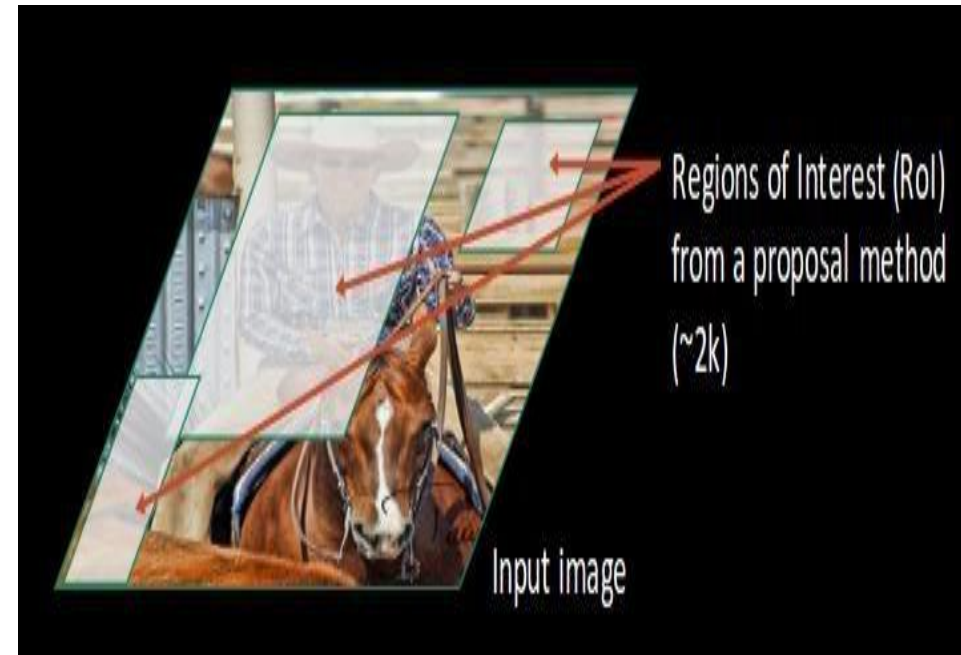 Regions of Interest (RoI)
from a proposal method
(~2k)
Input image